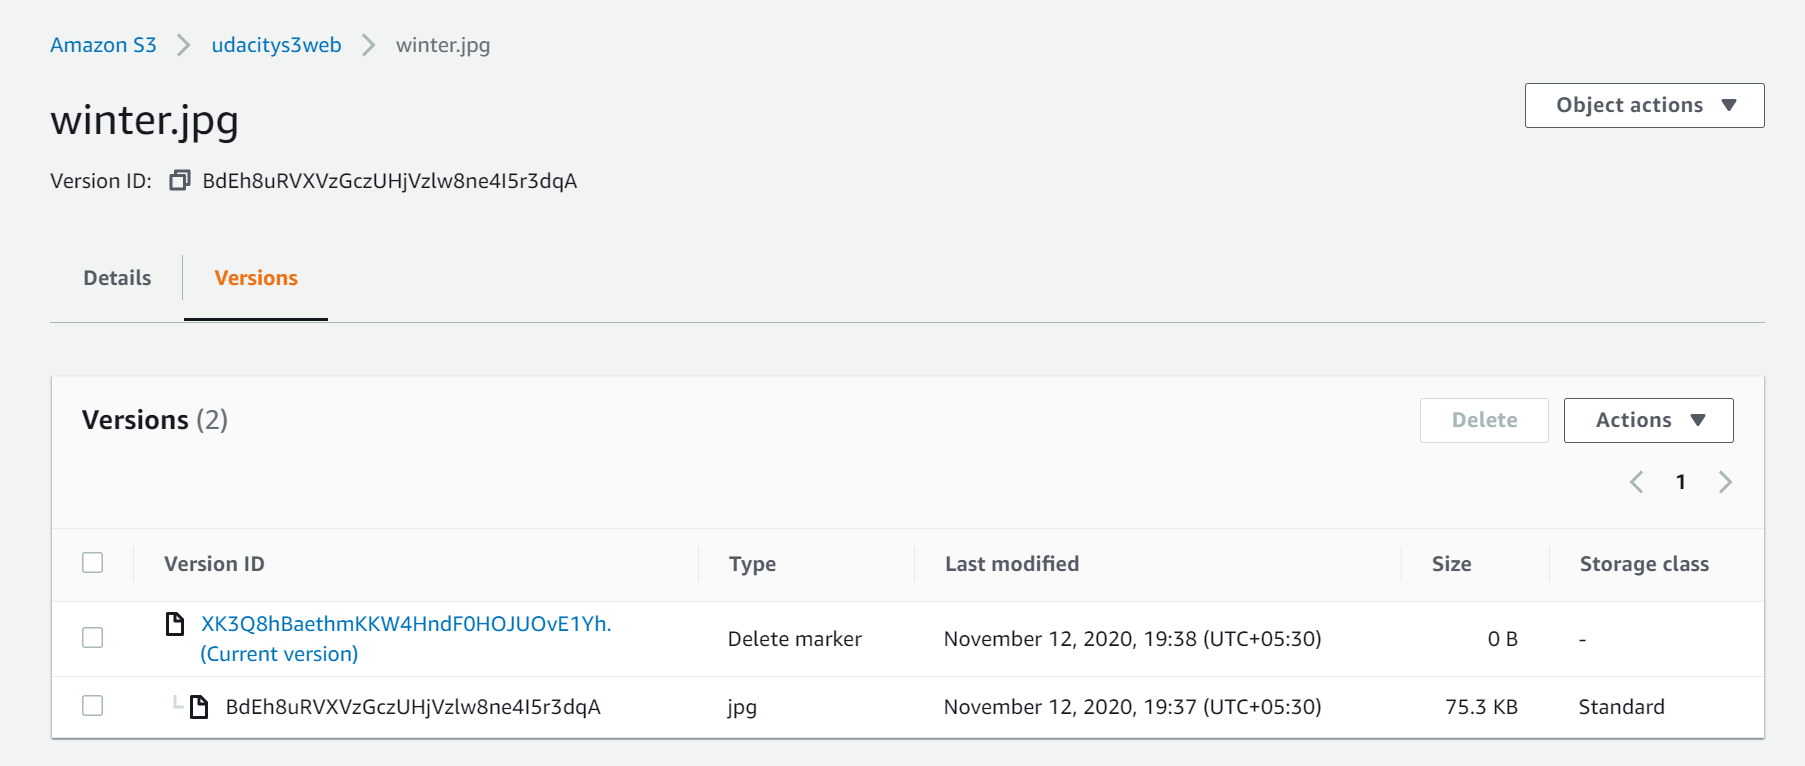 Amazon S3 > udacitys3web > winter.jpg
winter.jpg
Object actions ▼
Version ID: BdEh8uRVXVzGczUHjVzlw8ne4I5r3dqA
Details Versions
Versions (2) Delete Actions ▼
< 1 >
Version ID Type Last modified Size Storage class
XK3Q8hBaethmKKW4HndF0HOJUOvE1Yh.
(Current version) Delete marker November 12, 2020, 19:38 (UTC+05:30) 0 B -
BdEh8uRVXVzGczUHjVzlw8ne4I5r3dqA jpg November 12, 2020, 19:37 (UTC+05:30) 75.3 KB Standard